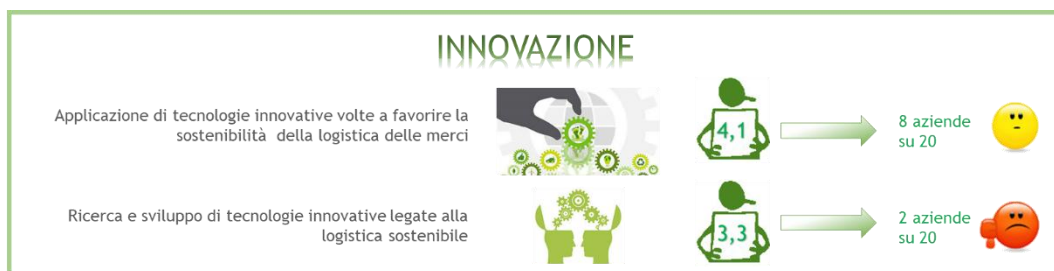 INNOVAZIONE
Applicazione di tecnologie innovative volte a favorire la
sostenibilità della logistica delle merci
4,1
8 aziende
su 20
Ricerca e sviluppo di tecnologie innovative legate alla
logistica sostenibile
3,3
2 aziende
su 20